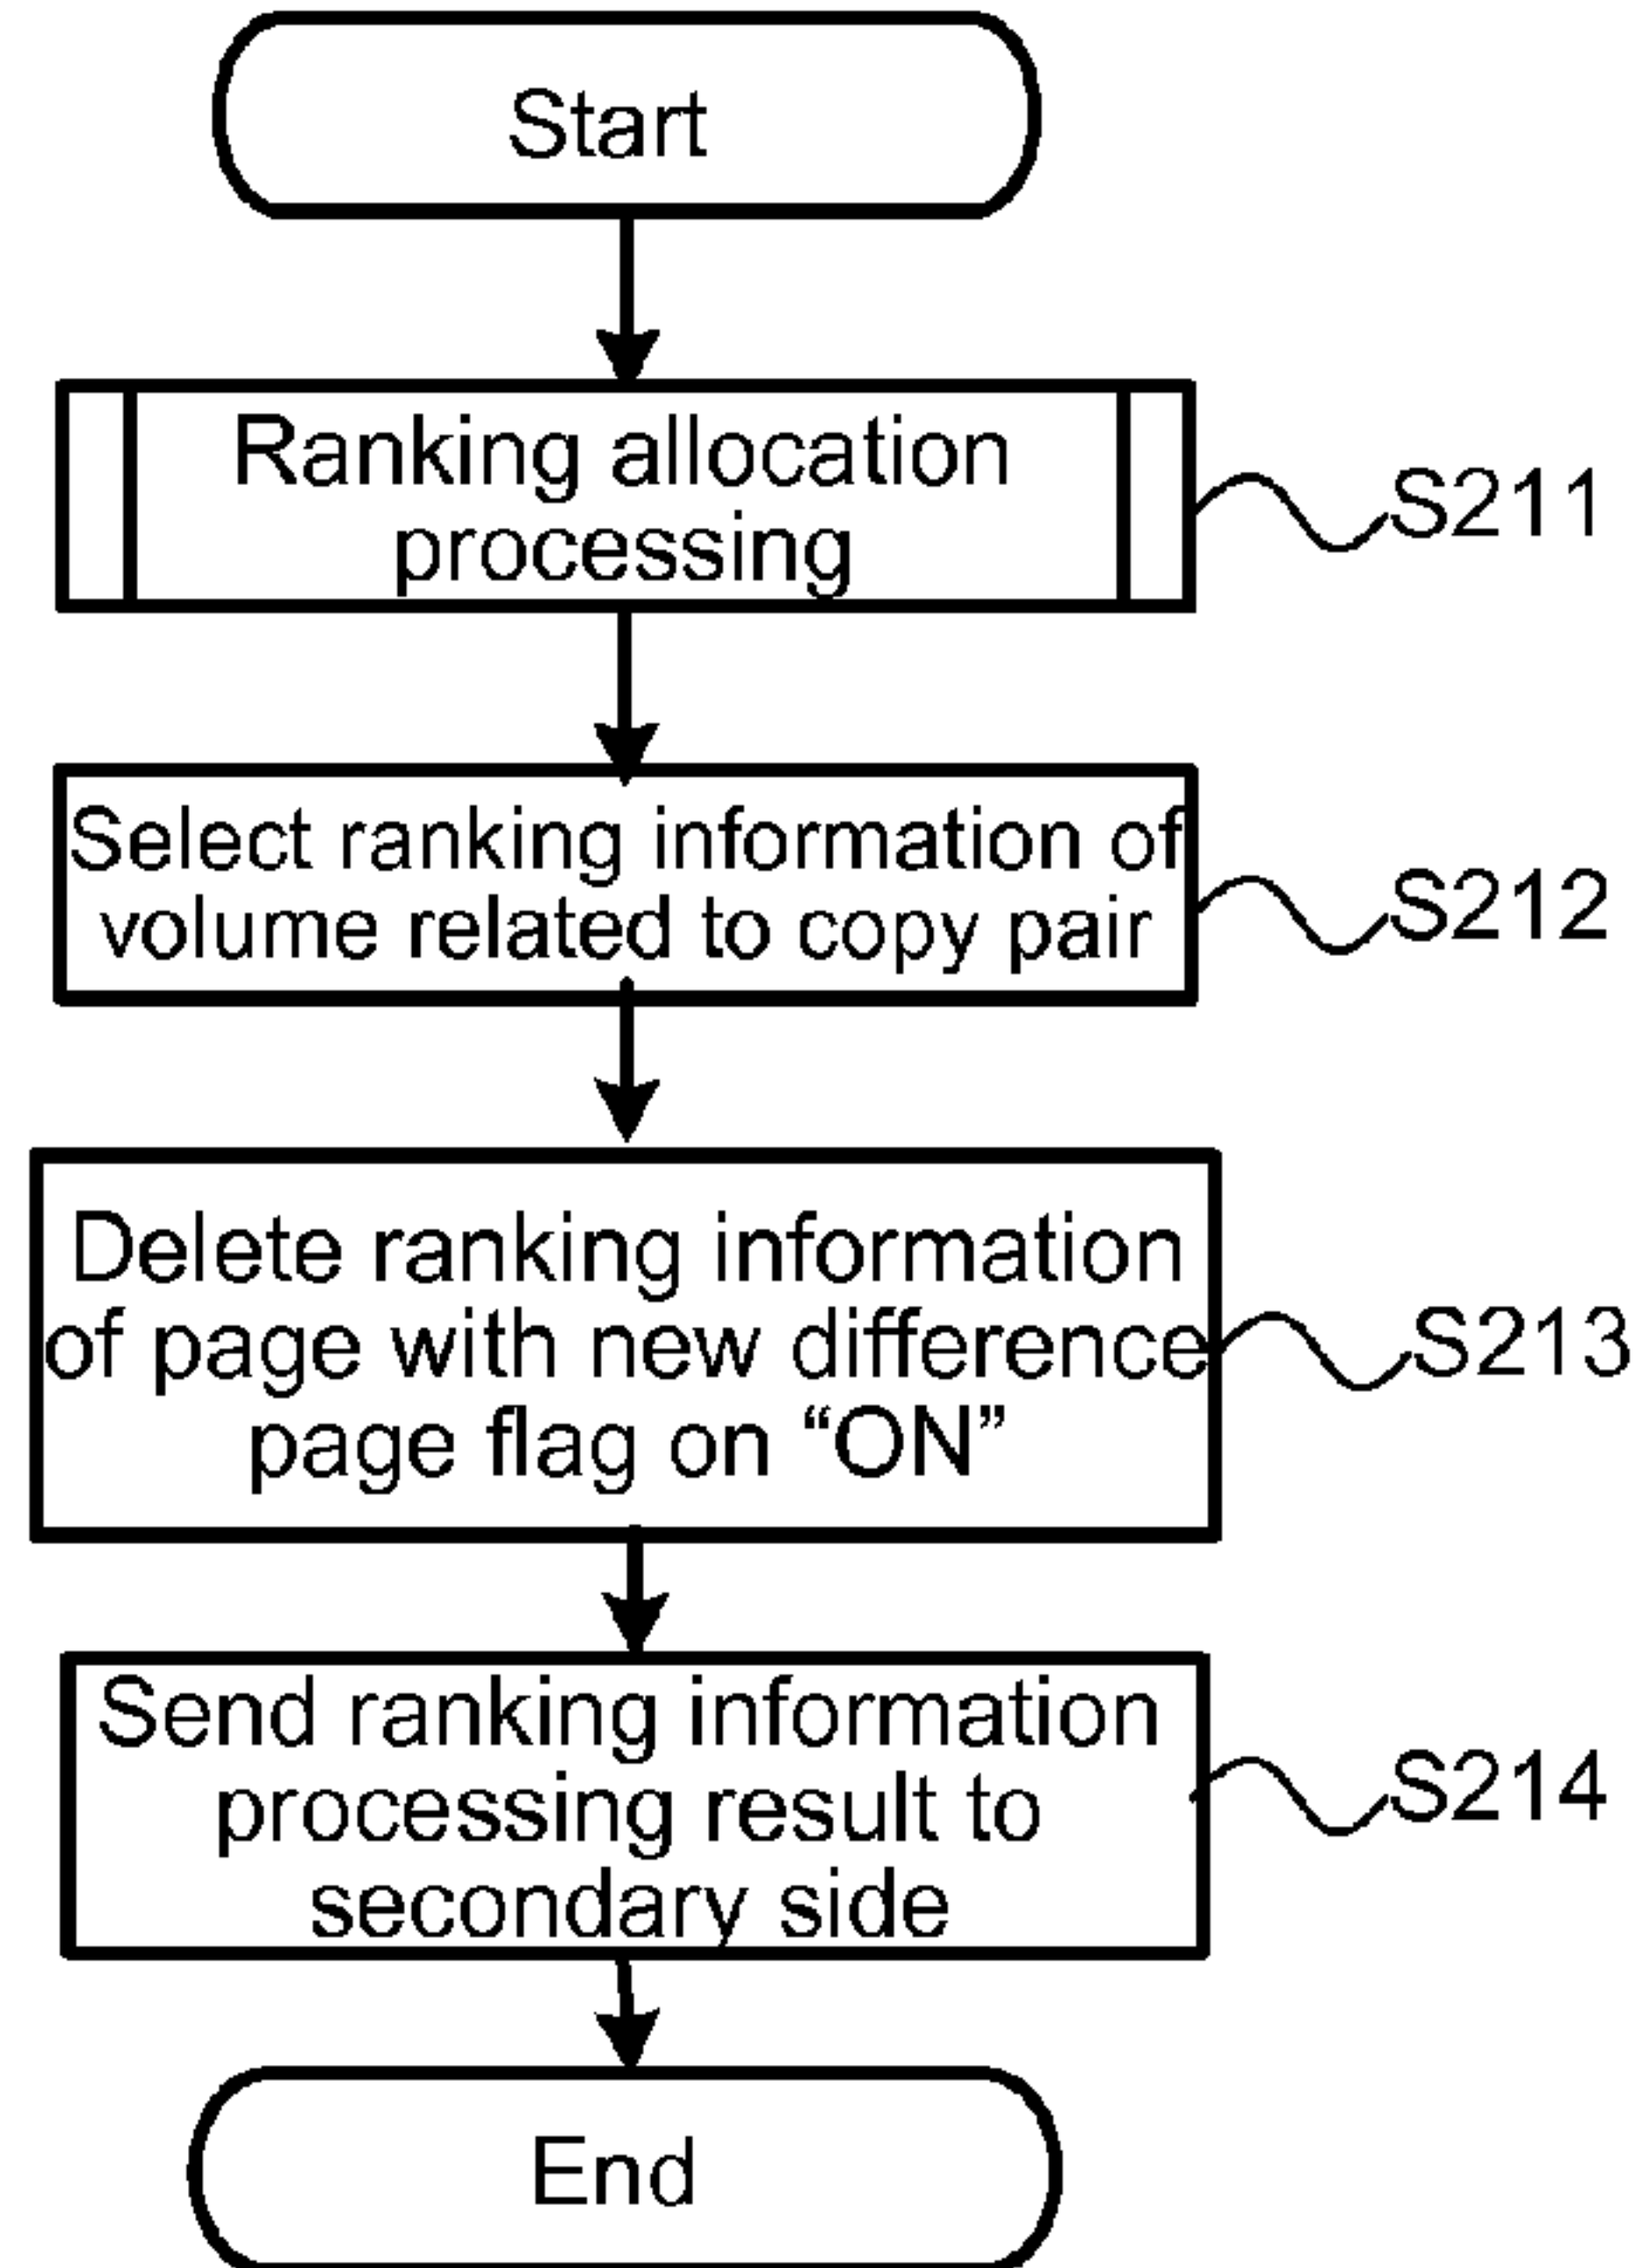 Start
Ranking allocation
processing
S211
Select ranking information of
volume related to copy pair
S212
Delete ranking information
of page with new difference
page flag on “ON”
S213
Send ranking information
processing result to
secondary side
S214
End